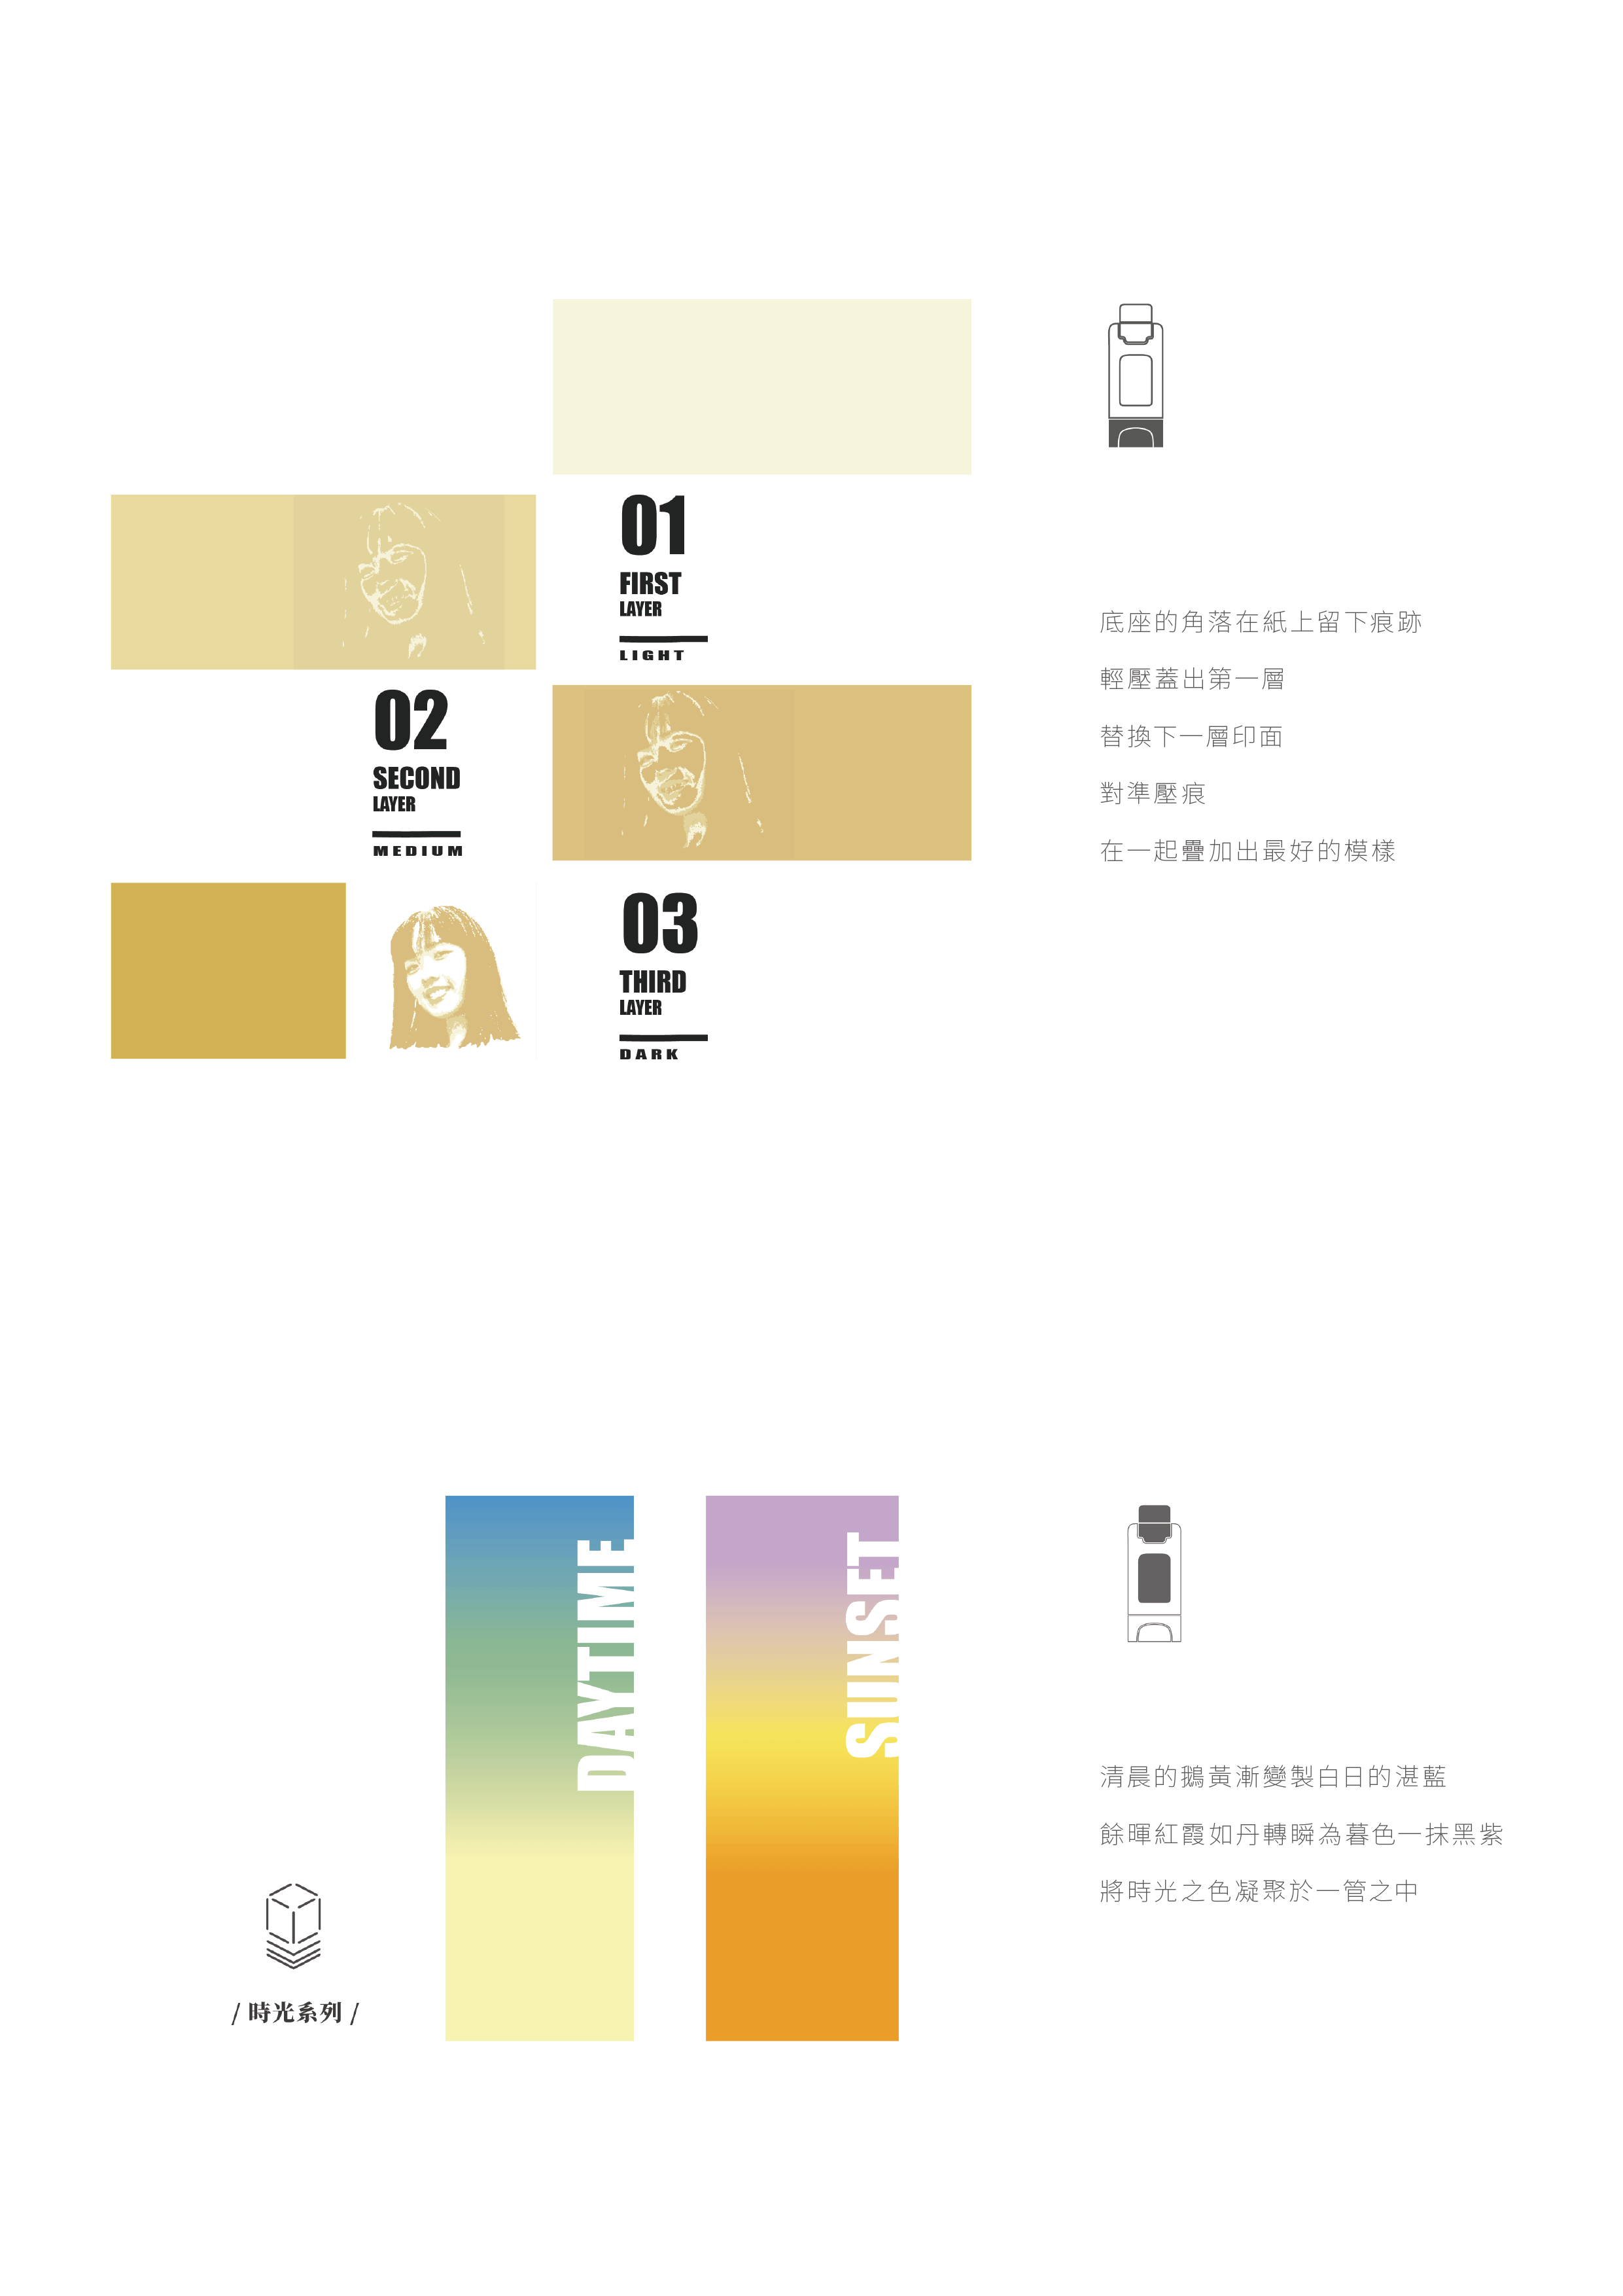 01
FIRST
LAYER
LIGHT
02
SECOND
LAYER
MEDIUM
03
THIRD
LAYER
DARK
底座的角落在紙上留下痕跡
輕壓蓋出第一層
替換下一層印面
對準壓痕
在一起疊加出最好的模樣
DAYTIME
SUNSET
/ 時光系列 /
清晨的鵝黃漸變製白日的湛藍
餘暉紅霞如丹轉瞬為暮色一抹黑紫
將時光之色凝聚於一管之中